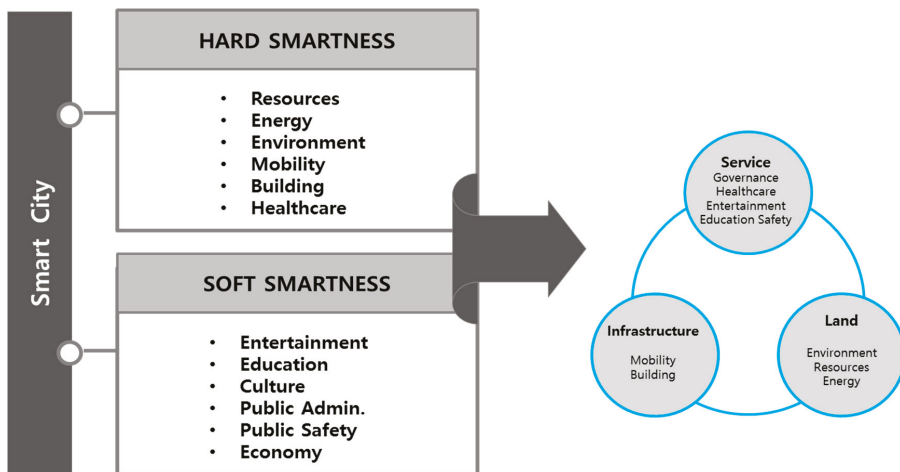 Smart City
HARD SMARTNESS
• Resources
• Energy
• Environment
• Mobility
• Building
• Healthcare
SOFT SMARTNESS
• Entertainment
• Education
• Culture
• Public Admin.
• Public Safety
• Economy
Service
Governance
Healthcare
Entertainment
Education Safety
Infrastructure
Mobility
Building
Land
Environment
Resources
Energy